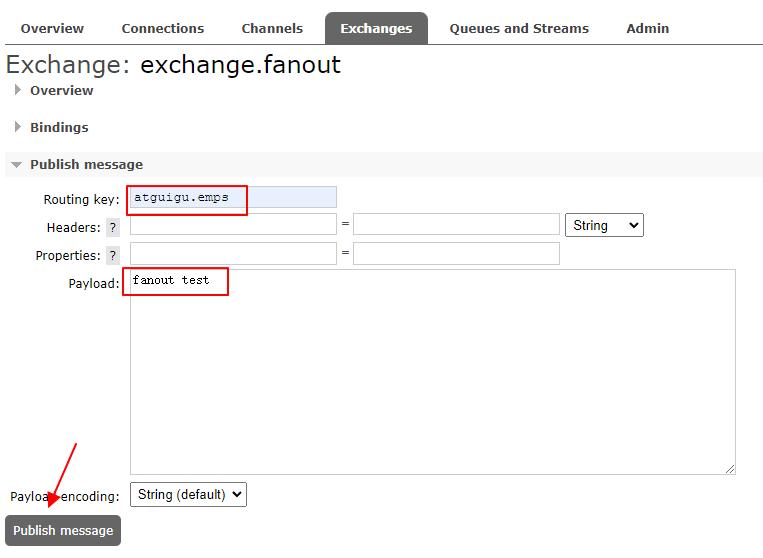 Overview Connections Channels Exchanges Queues and Streams Admin
Exchange: exchange.fanout
Overview
Bindings
Publish message
Routing key: atguigu.emps
Headers: ? = String
Properties: ? =
Payload: fanout test
Payload encoding: String (default)
Publish message